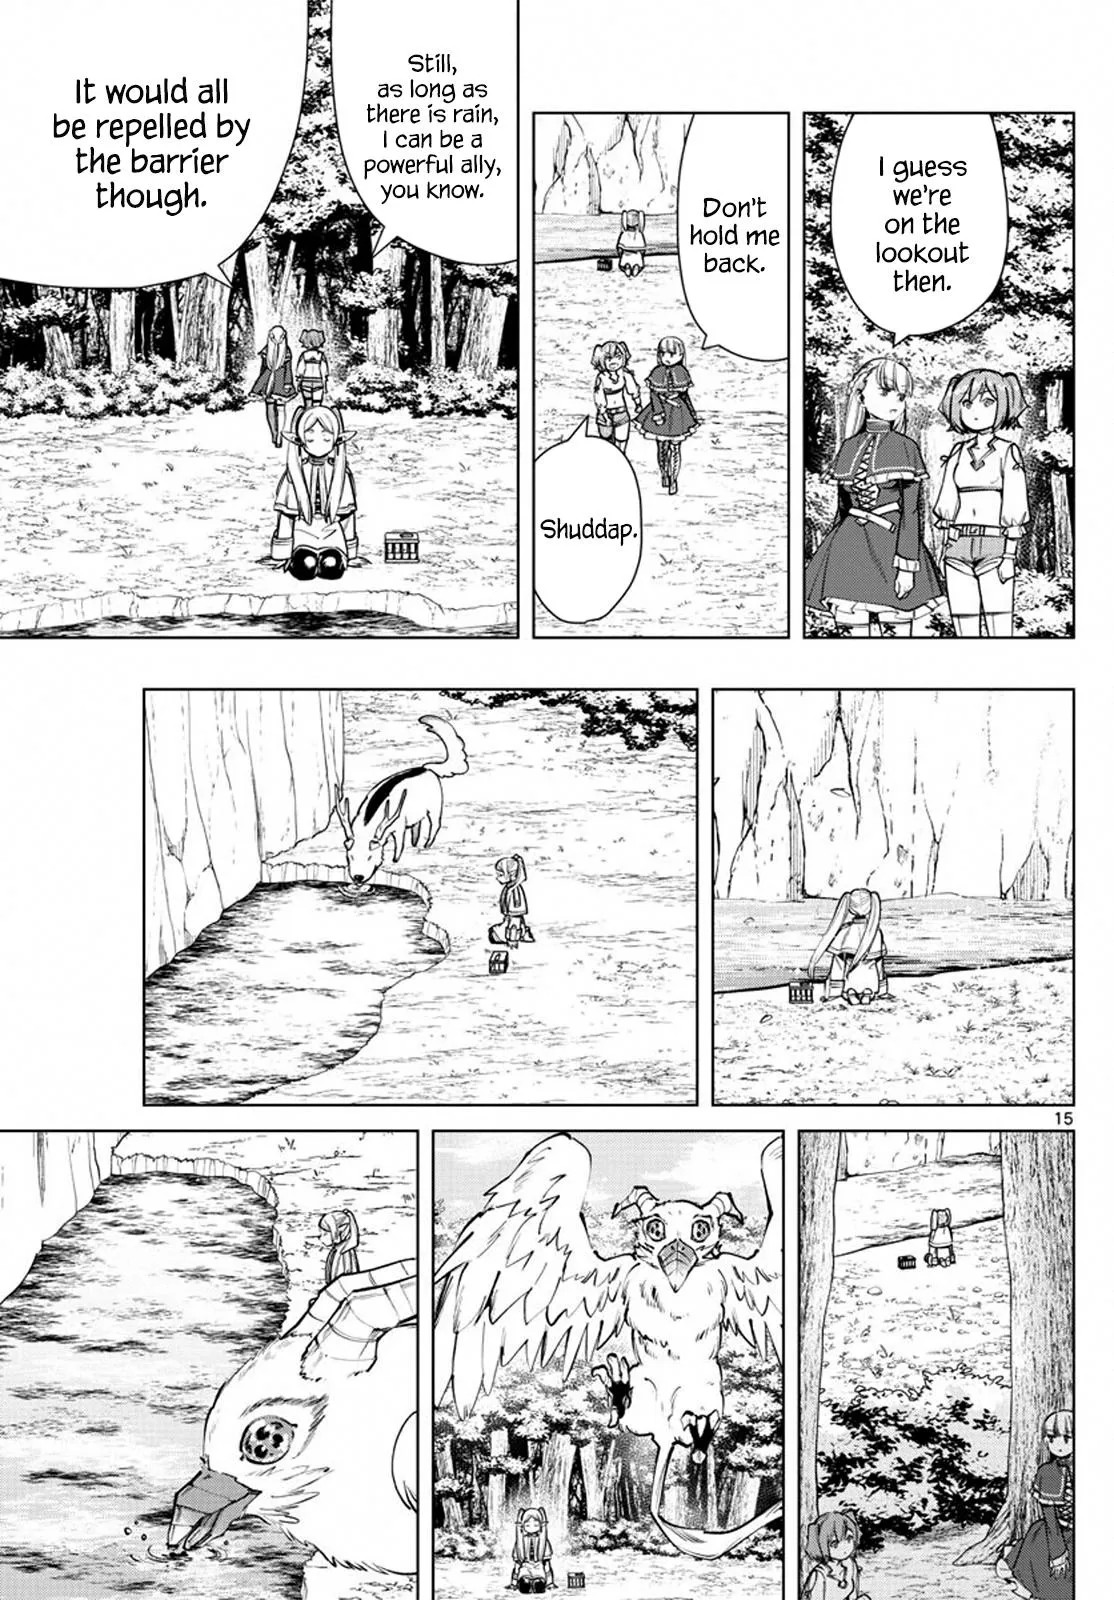 I guess
we're
on the
lookout
then.
Don't
hold me
back.
Shuddap.
Still,
as long as
there is rain,
I can be a
powerful ally,
you know.
It would all
be repelled by
the barrier
though.
15